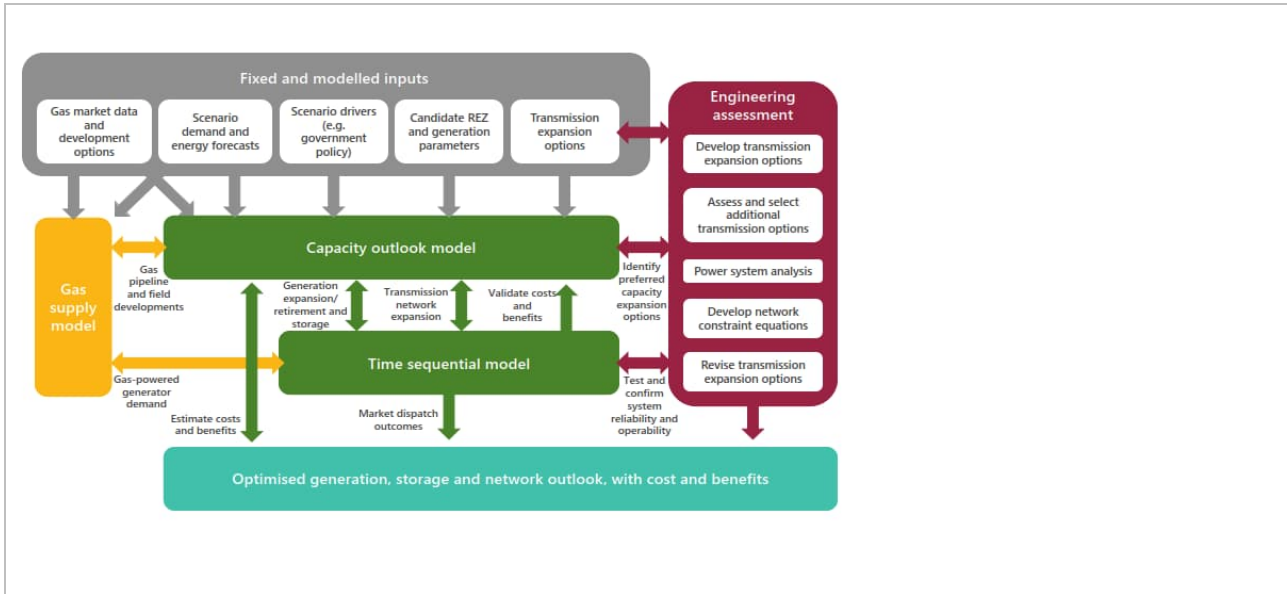 Fixed and modelled inputs
Gas market data
and
development
options
Scenario
demand and
energy forecasts
Scenario drivers
(e.g.
government
policy)
Candidate REZ
and generation
parameters
Transmission
expansion
options
Engineering
assessment
Develop transmission
expansion options
Assess and select
additional
transmission options
Power system analysis
Develop network
constraint equations
Revise transmission
expansion options
Gas
supply
model
Capacity outlook model
Gas
pipeline
and field
developments
Generation
expansion/
retirement and
storage
Transmission
network
expansion
Validate costs
and
benefits
Identify
preferred
capacity
expansion
options
Time sequential model
Gas-powered
generator
demand
Estimate costs
and benefits
Market dispatch
outcomes
Test and
confirm
system
reliability and
operability
Optimised generation, storage and network outlook, with cost and benefits